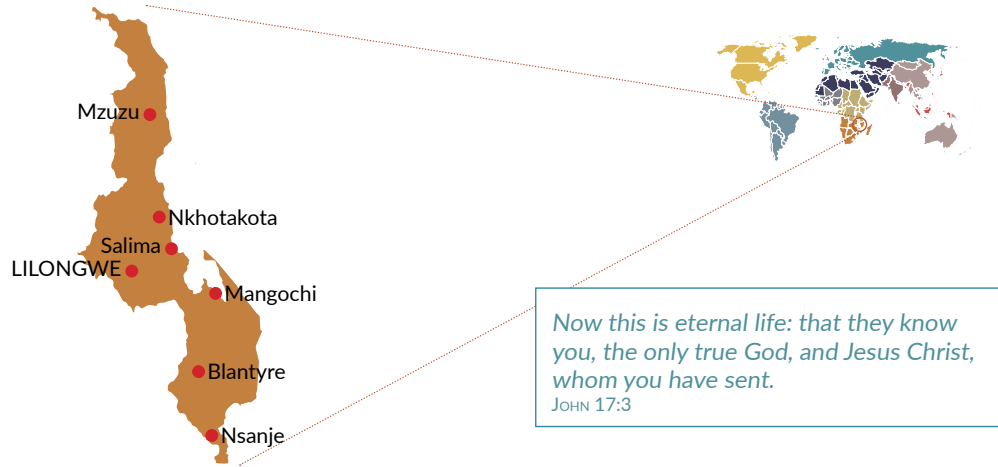 Mzuzu
Nkhotakota
Salima
LILONGWE
Mangochi
Blantyre
Nsanje
Now this is eternal life: that they know
you, the only true God, and Jesus Christ,
whom you have sent.
John 17:3